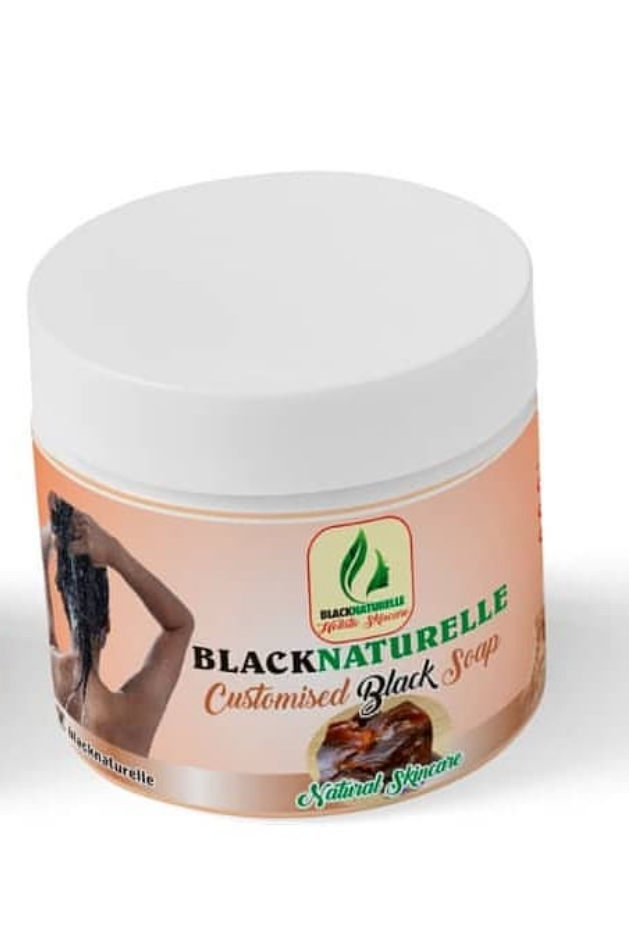 BLACKNATURELLE
Holistic Skincare
BLACKNATURELLE
Customised Black Soap
Natural Skincare
blacknaturelle